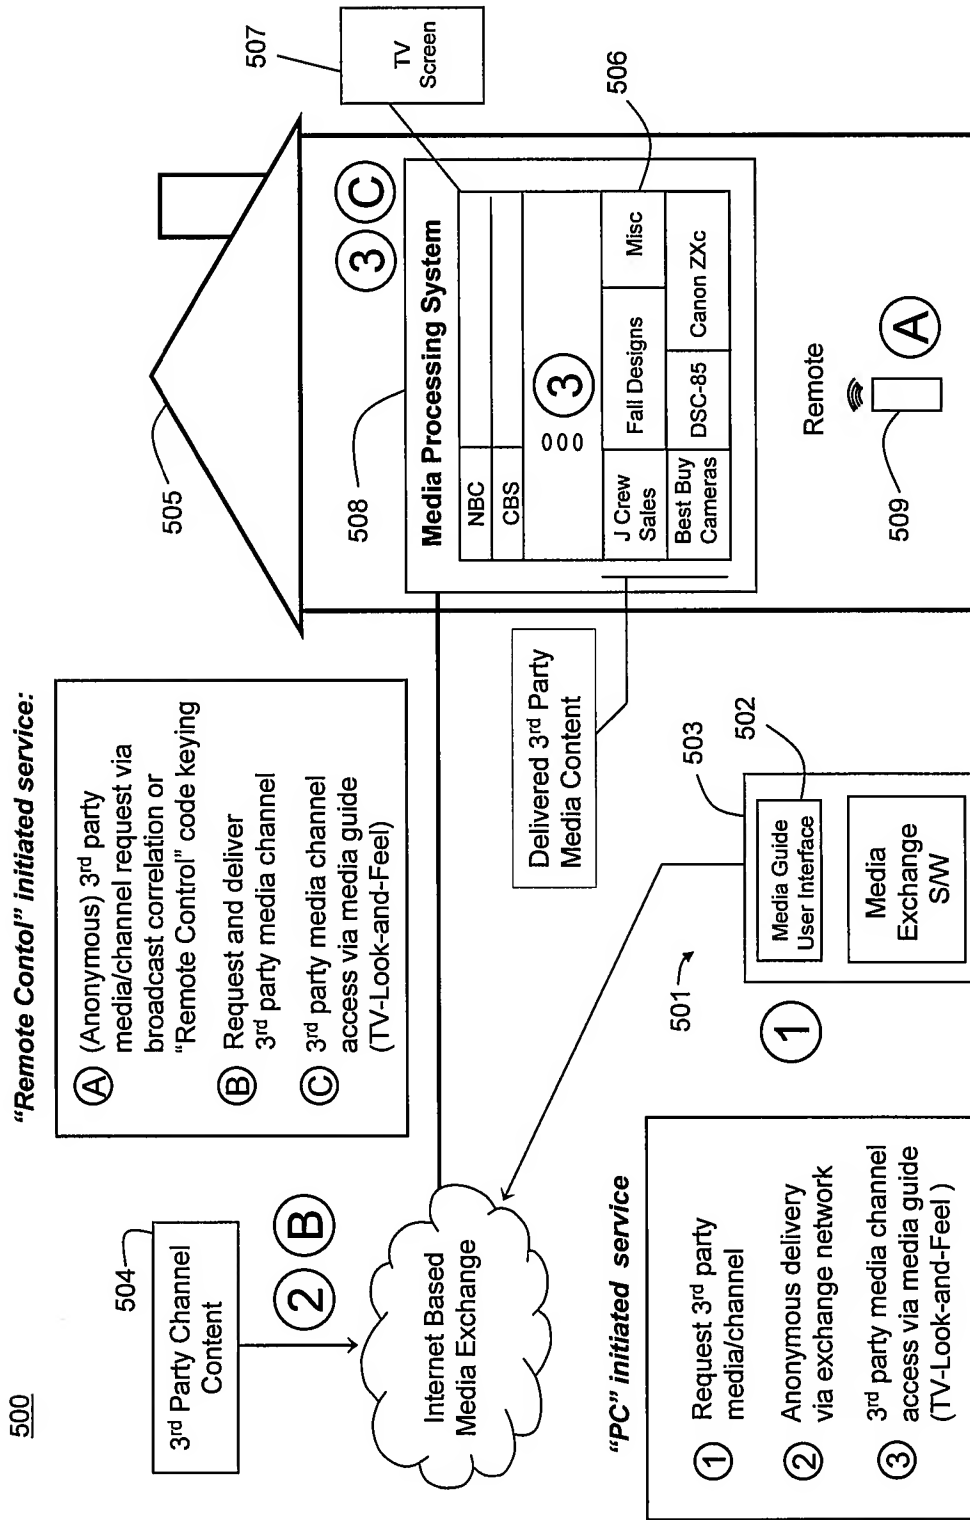 500
"Remote Contol" initiated service:
A
(Anonymous) 3rd party
media/channel request via
broadcast correlation or
"Remote Control" code keying
B
Request and deliver
3rd party media channel
C
3rd party media channel
access via media guide
(TV-Look-and-Feel)
504
3rd Party Channel
Content
2
B
Internet Based
Media Exchange
"PC" initiated service
1
Request 3rd party
media/channel
2
Anonymous delivery
via exchange network
3
3rd party media channel
access via media guide
(TV-Look-and-Feel )
505
3
C
507
TV
Screen
508
Media Processing System
NBC
CBS
000
3
J Crew
Sales
Fall Designs
Misc
Best Buy
Cameras
DSC-85
Canon ZXc
506
Delivered 3rd Party
Media Content
Remote
A
509
501
1
503
502
Media Guide
User Interface
Media
Exchange
S/W